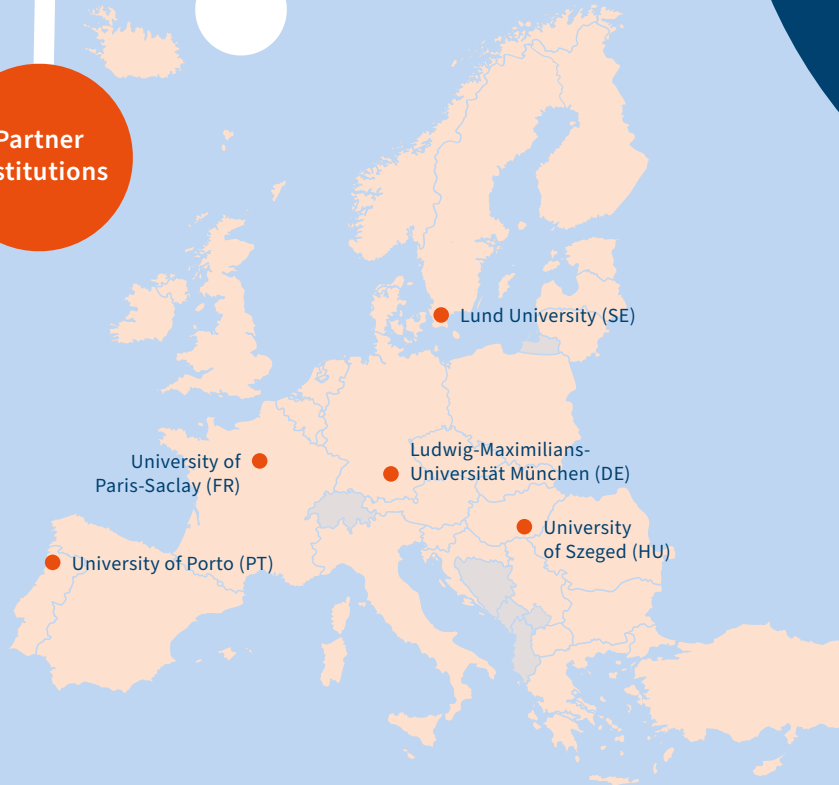 Partner
stitutions
Lund University (SE)
Ludwig-Maximilians-
Universität München (DE)
University of
Paris-Saclay (FR)
University
of Szeged (HU)
University of Porto (PT)